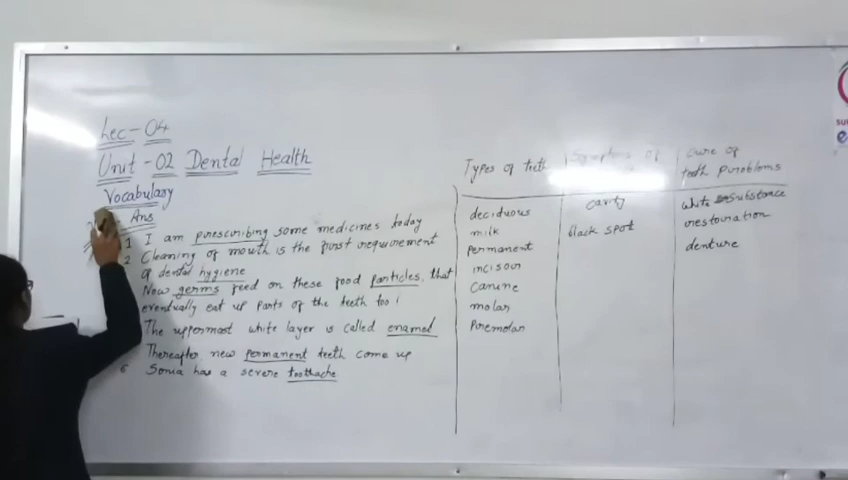 Lec-04
Unit-02 Dental Health
Vocabulary
Ans
1 I am prescribing some medicines today
2 Cleaning of mouth is the first requirement
of dental hygiene
Now germs feed on these food particles, that
eventually eat up parts of the teeth too!
The uppermost white layer is called enamel
Thereafter new permanent teeth come up
6 Sonia has a severe toothache
Types of teeth
deciduous
milk
permanent
incisor
canine
molar
Premolar
Symptoms of
cavity
black spot
cure of
teeth problems
white substance
restoration
denture